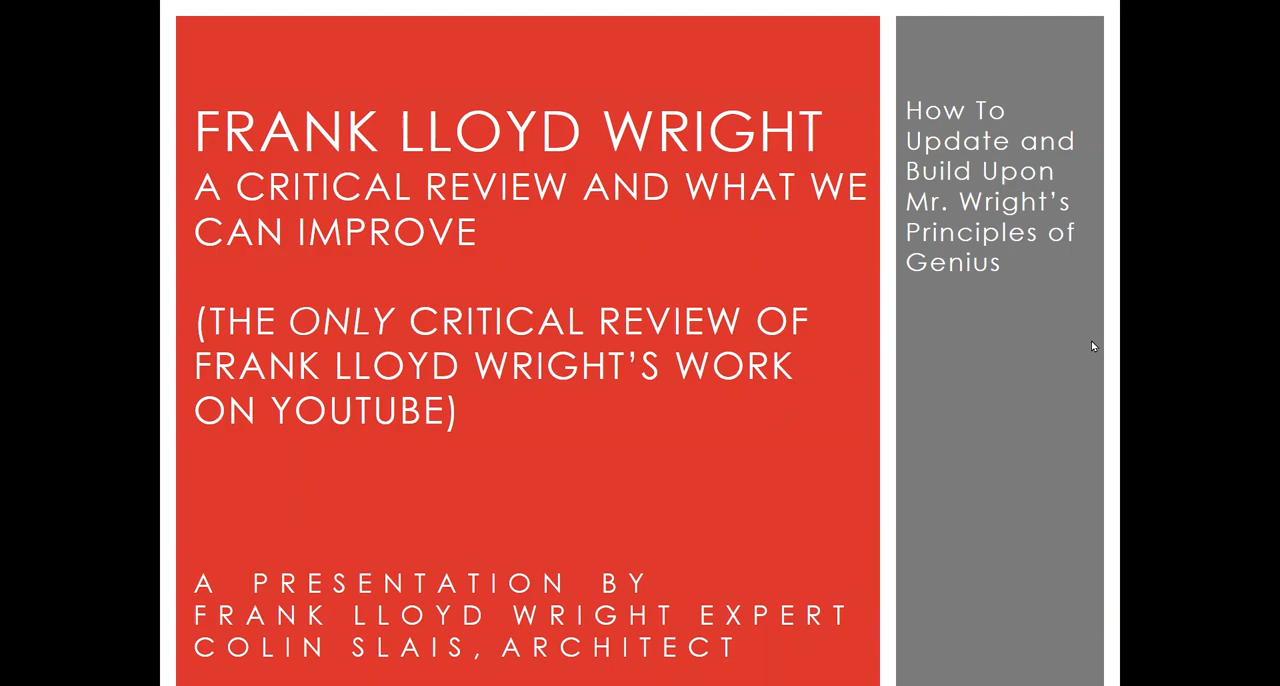 FRANK LLOYD WRIGHT
A CRITICAL REVIEW AND WHAT WE
CAN IMPROVE
(THE ONLY CRITICAL REVIEW OF
FRANK LLOYD WRIGHT’S WORK
ON YOUTUBE)
A PRESENTATION BY
FRANK LLOYD WRIGHT EXPERT
COLIN SLAIS, ARCHITECT
How To
Update and
Build Upon
Mr. Wright’s
Principles of
Genius